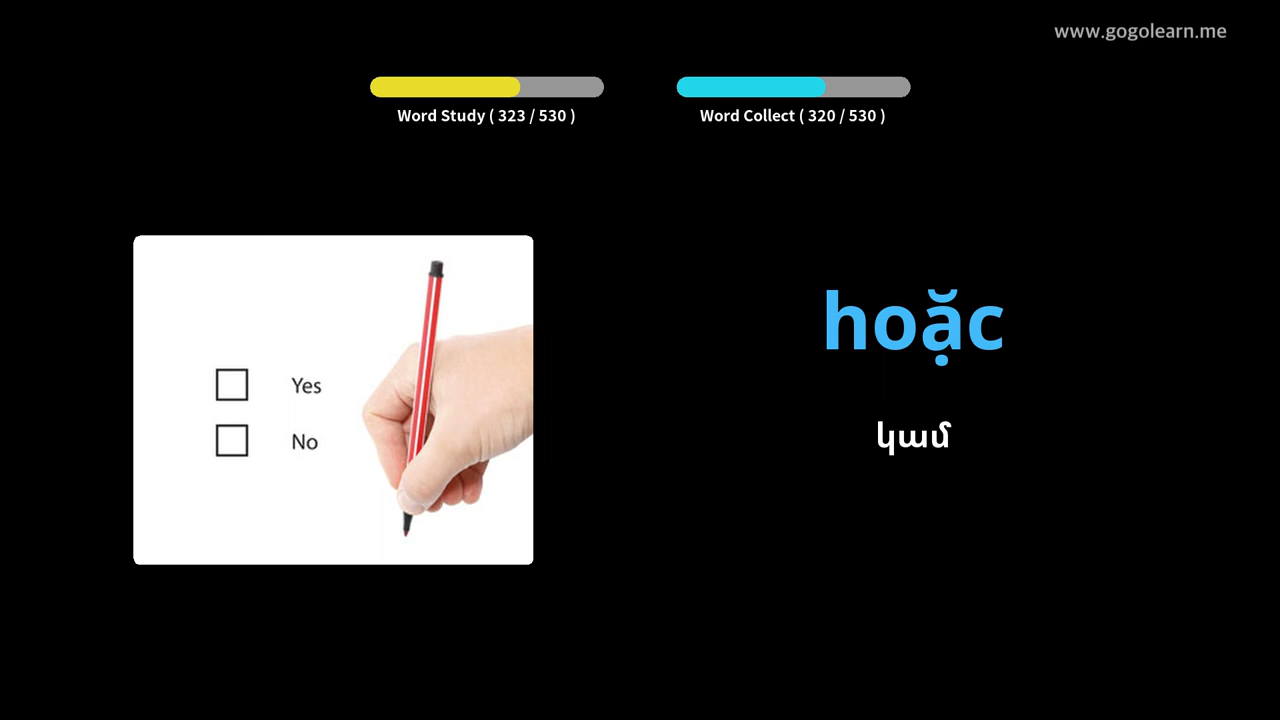 www.gogolearn.me
Word Study ( 323 / 530 )
Word Collect ( 320 / 530 )
Yes
No
hoặc
կամ